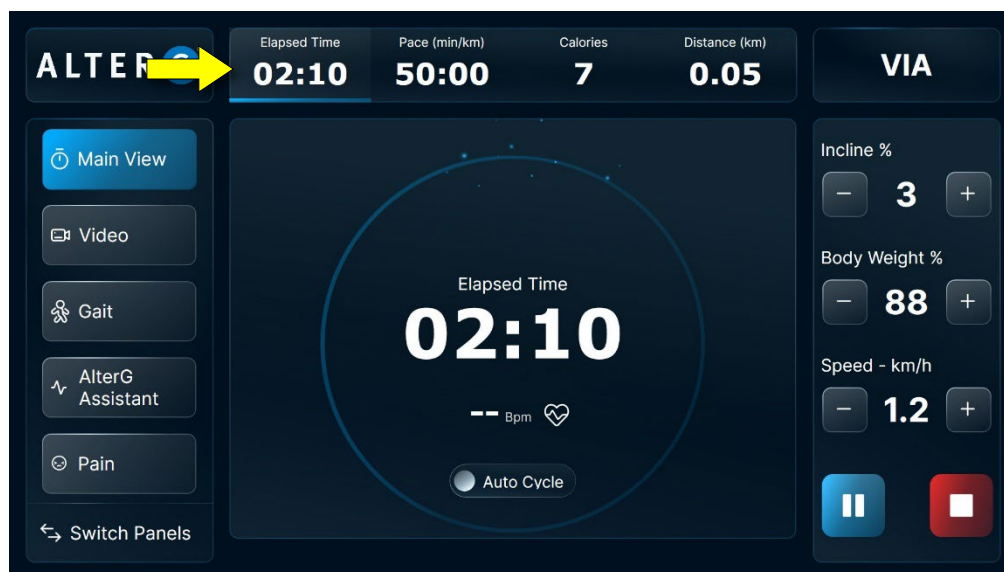 ALTER
Elapsed Time
02:10
Pace (min/km)
50:00
Calories
7
Distance (km)
0.05
VIA
Main View
Video
Gait
AlterG
Assistant
Pain
Switch Panels
Elapsed Time
02:10
-- Bpm
Auto Cycle
Incline %
− 3 +
Body Weight %
− 88 +
Speed - km/h
− 1.2 +